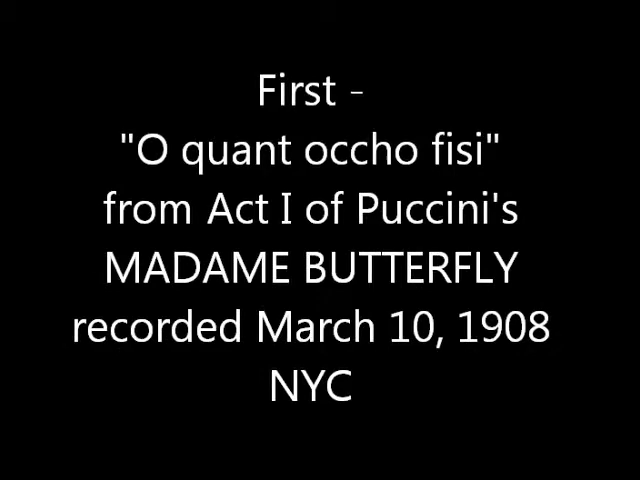 First -
"O quant occho fisi"
from Act I of Puccini's
MADAME BUTTERFLY
recorded March 10, 1908
NYC